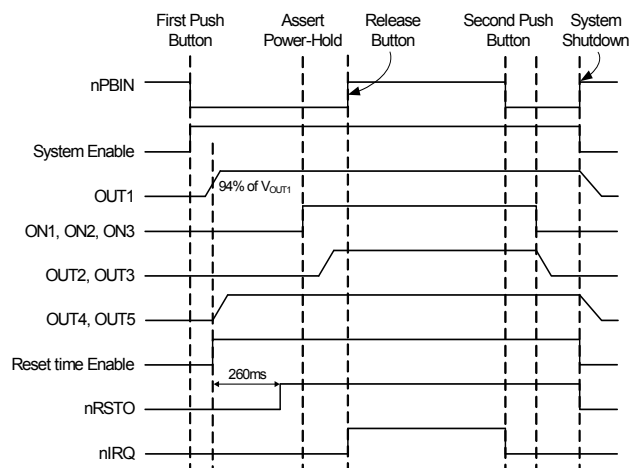 First Push
Button
Assert
Power-Hold
Release
Button
Second Push
Button
System
Shutdown
nPBIN
System Enable
OUT1
94% of VOUT1
ON1, ON2, ON3
OUT2, OUT3
OUT4, OUT5
Reset time Enable
260ms
nRSTO
nIRQ